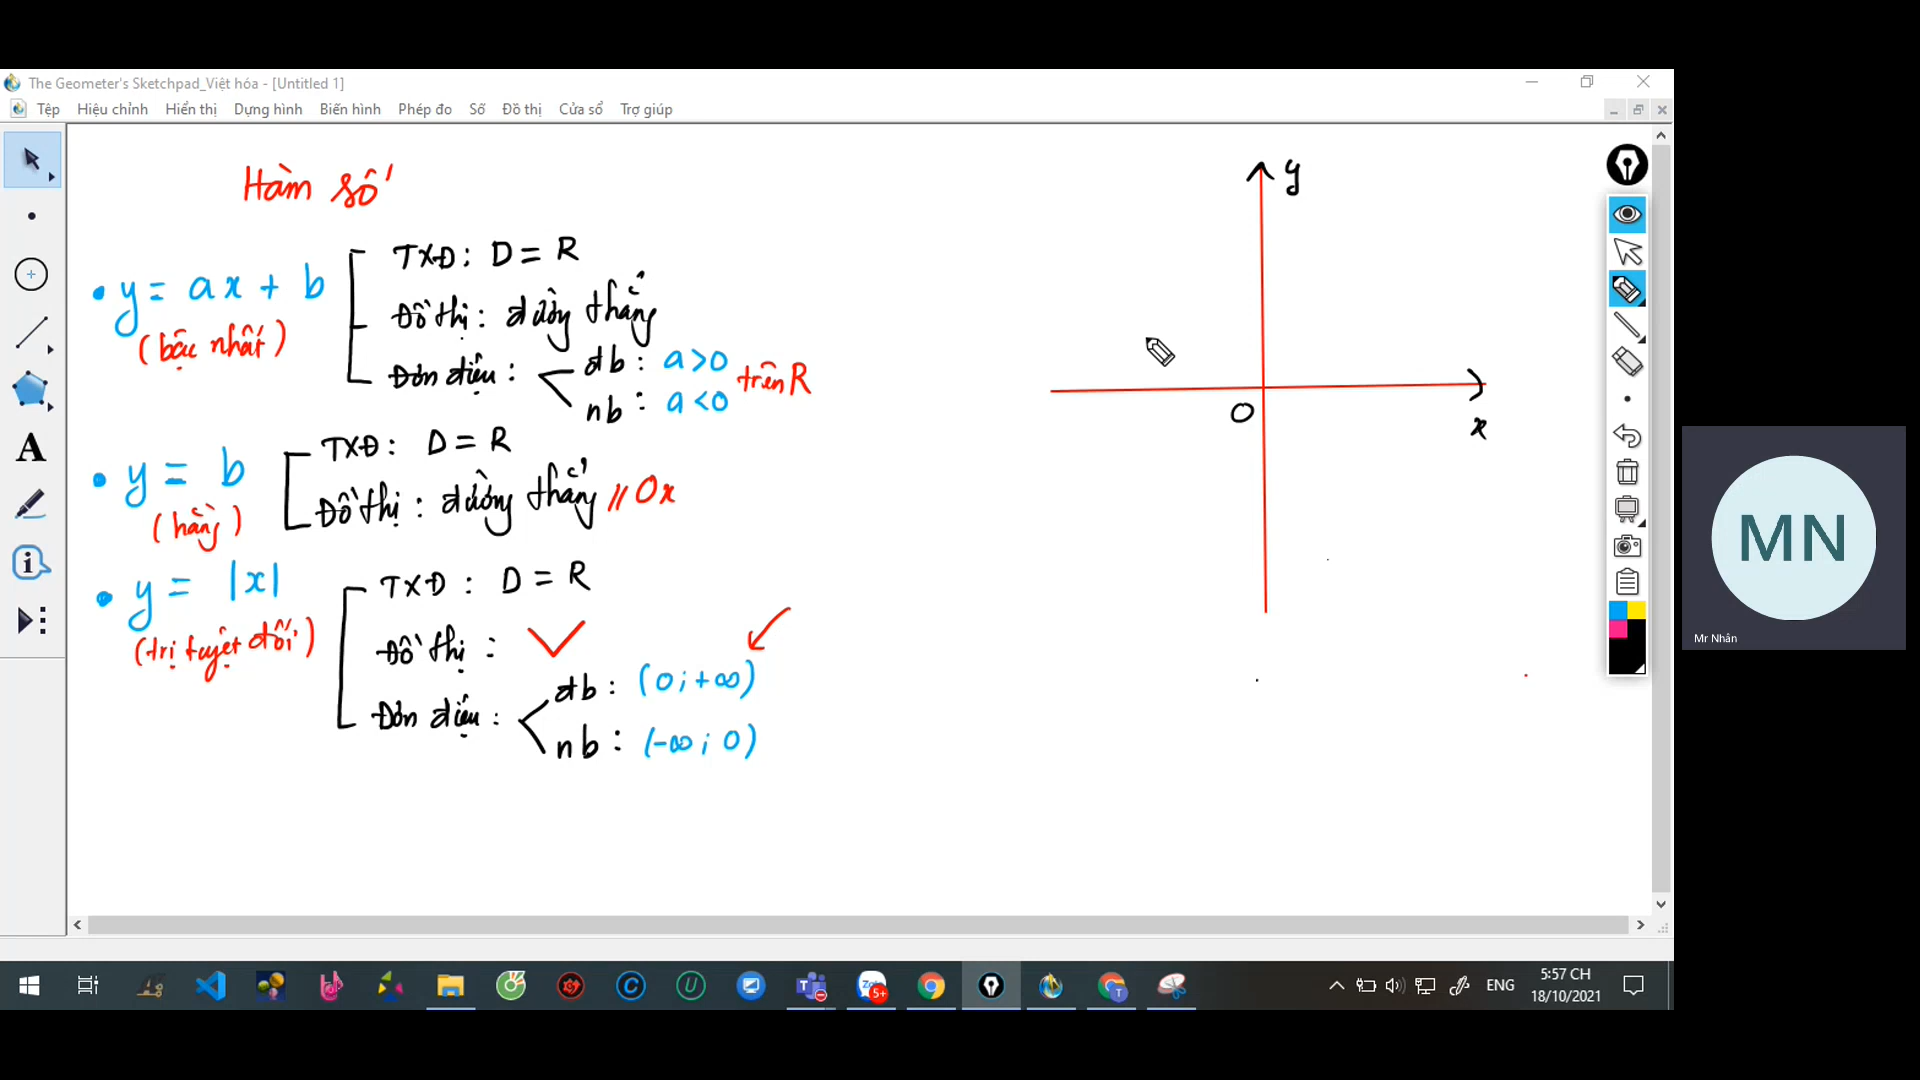 The Geometer's Sketchpad_Việt hóa - [Untitled 1]
Tệp Hiệu chỉnh Hiển thị Dựng hình Biến hình Phép đo Số Đồ thị Cửa sổ Trợ giúp
Hàm số
y = ax + b
(bậc nhất)
TXĐ: D = R
Đồ thị: đường thẳng
Đơn điệu:
đb: a>0
nb: a<0
trên R
y = b
(hằng)
TXĐ: D = R
Đồ thị: đường thẳng // Ox
y = |x|
(trị tuyệt đối)
TXĐ: D = R
Đồ thị:
Đơn điệu:
đb: (0; +∞)
nb: (-∞; 0)
y
O
x
A
MN
Mr Nhân
5+
T
ENG
5:57 CH
18/10/2021